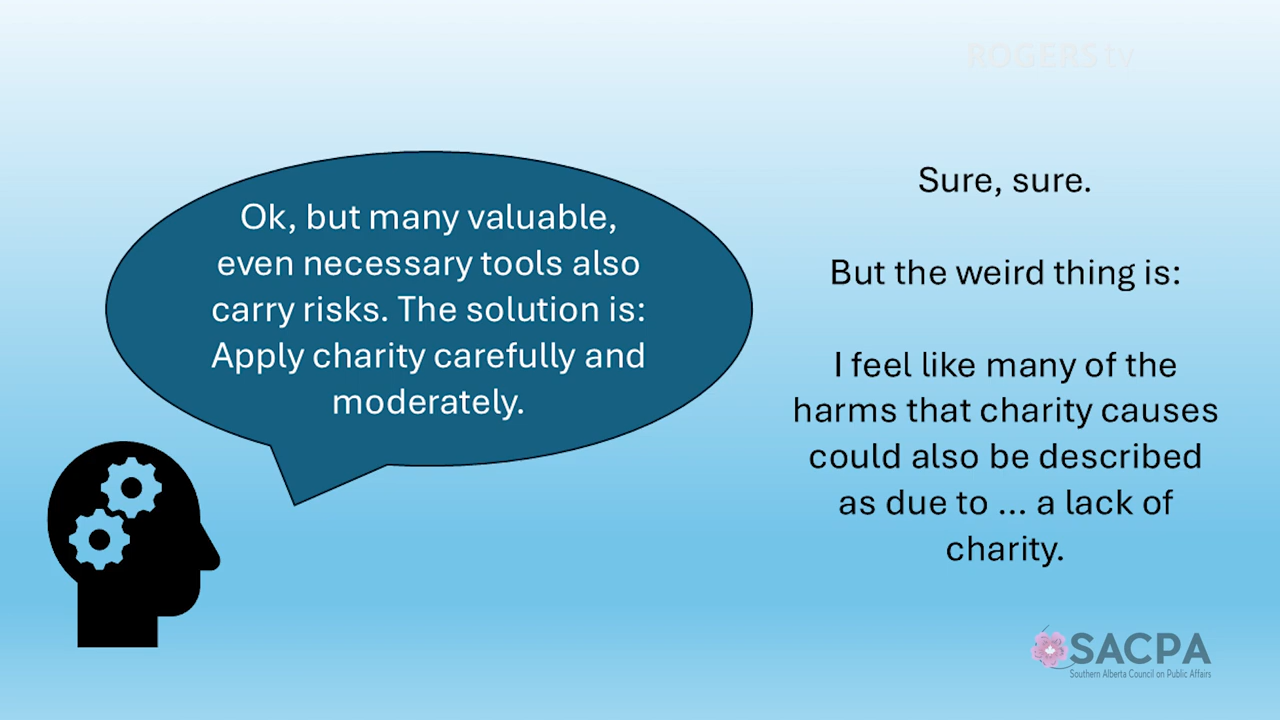 ROGERStv
Ok, but many valuable,
even necessary tools also
carry risks. The solution is:
Apply charity carefully and
moderately.
Sure, sure.
But the weird thing is:
I feel like many of the
harms that charity causes
could also be described
as due to ... a lack of
charity.
SACPA
Southern Alberta Council on Public Affairs